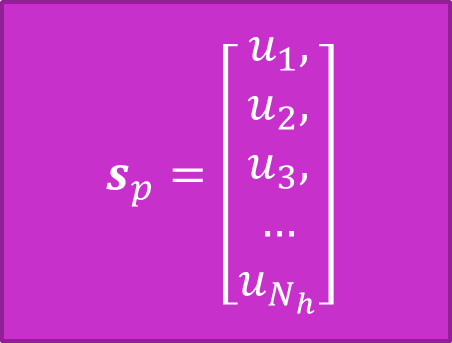 𝒔_p = [u_1,
u_2,
u_3,
…
u_{N_h}]